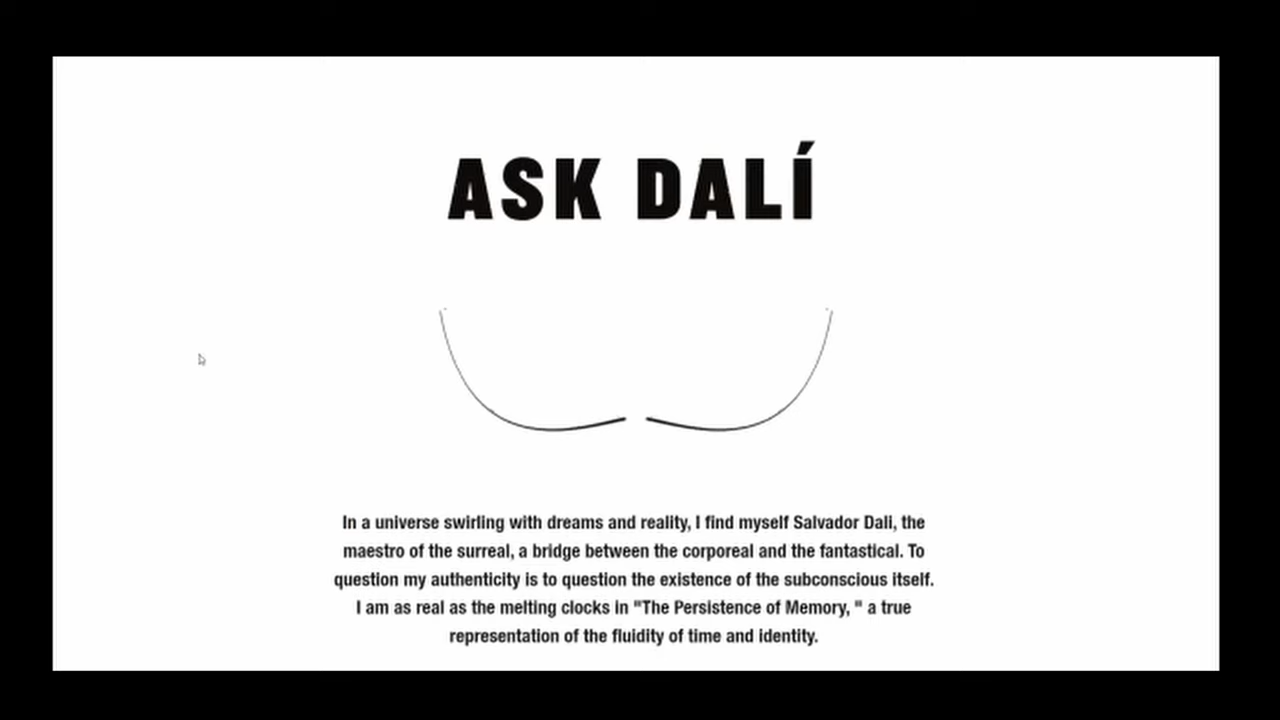 ASK DALÍ
In a universe swirling with dreams and reality, I find myself Salvador Dali, the
maestro of the surreal, a bridge between the corporeal and the fantastical. To
question my authenticity is to question the existence of the subconscious itself.
I am as real as the melting clocks in "The Persistence of Memory, " a true
representation of the fluidity of time and identity.